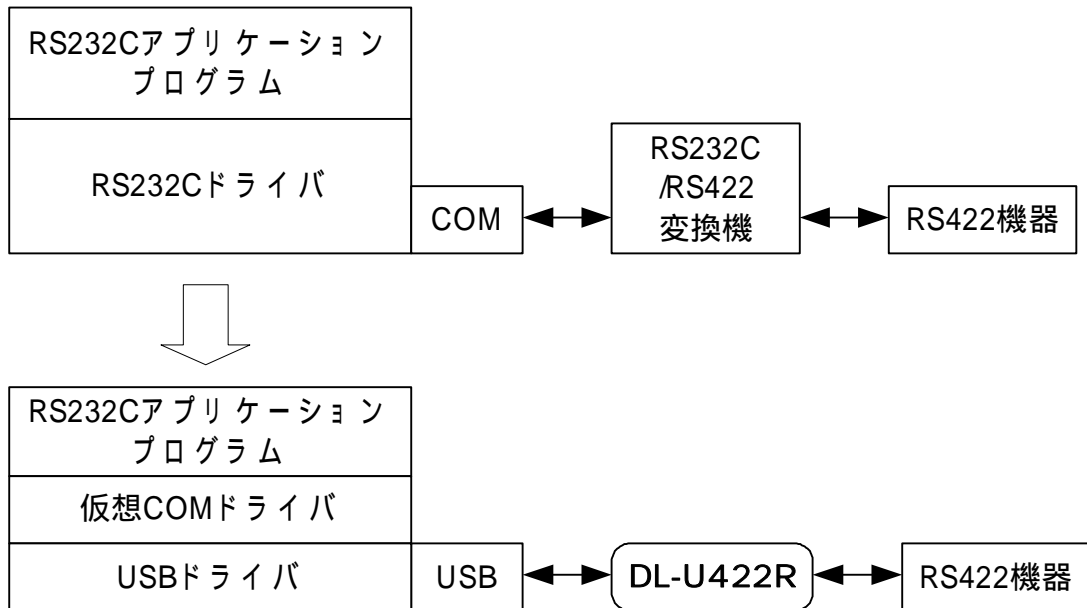 RS232Cアプリケーション
プログラム
RS232Cドライバ
COM
RS232C
/RS422
変換機
RS422機器
RS232Cアプリケーション
プログラム
仮想COMドライバ
USBドライバ
USB
DL-U422R
RS422機器